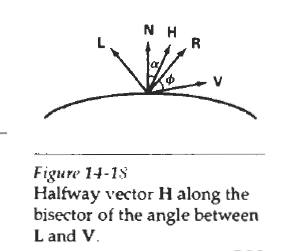 N H
L R
α
ϕ V
Figure 14-18
Halfway vector H along the
bisector of the angle between
L and V.